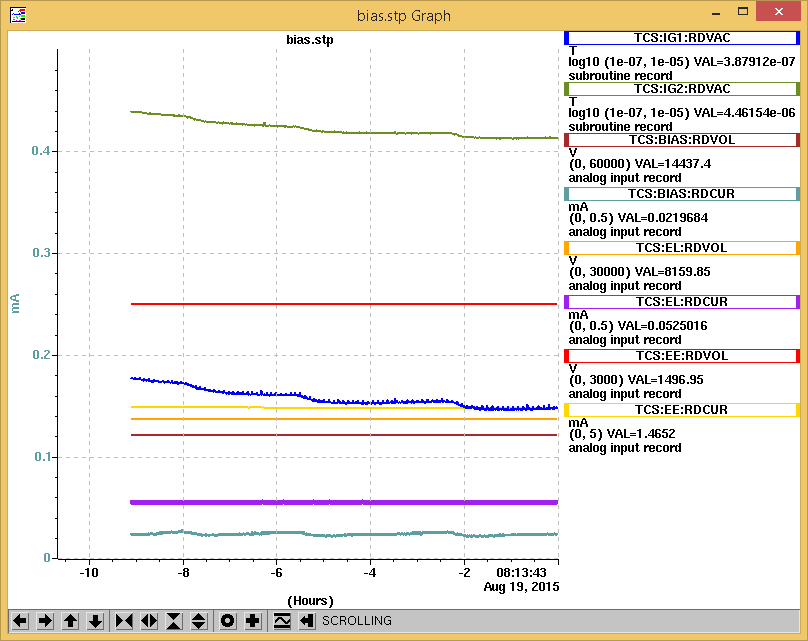 bias.stp Graph
bias.stp
TCS:IG1:RDVAC
T
log10 (1e-07, 1e-05) VAL=3.87912e-07
subroutine record
TCS:IG2:RDVAC
T
log10 (1e-07, 1e-05) VAL=4.46154e-06
subroutine record
TCS:BIAS:RDVOL
V
(0, 60000) VAL=14437.4
analog input record
TCS:BIAS:RDCUR
mA
(0, 0.5) VAL=0.0219684
analog input record
TCS:EL:RDVOL
V
(0, 30000) VAL=8159.85
analog input record
TCS:EL:RDCUR
mA
(0, 0.5) VAL=0.0525016
analog input record
TCS:EE:RDVOL
V
(0, 3000) VAL=1496.95
analog input record
TCS:EE:RDCUR
mA
(0, 5) VAL=1.4652
analog input record
0.4
0.3
mA
0.2
0.1
0
-10 -8 -6 -4 -2 08:13:43
Aug 19, 2015
(Hours)
SCROLLING